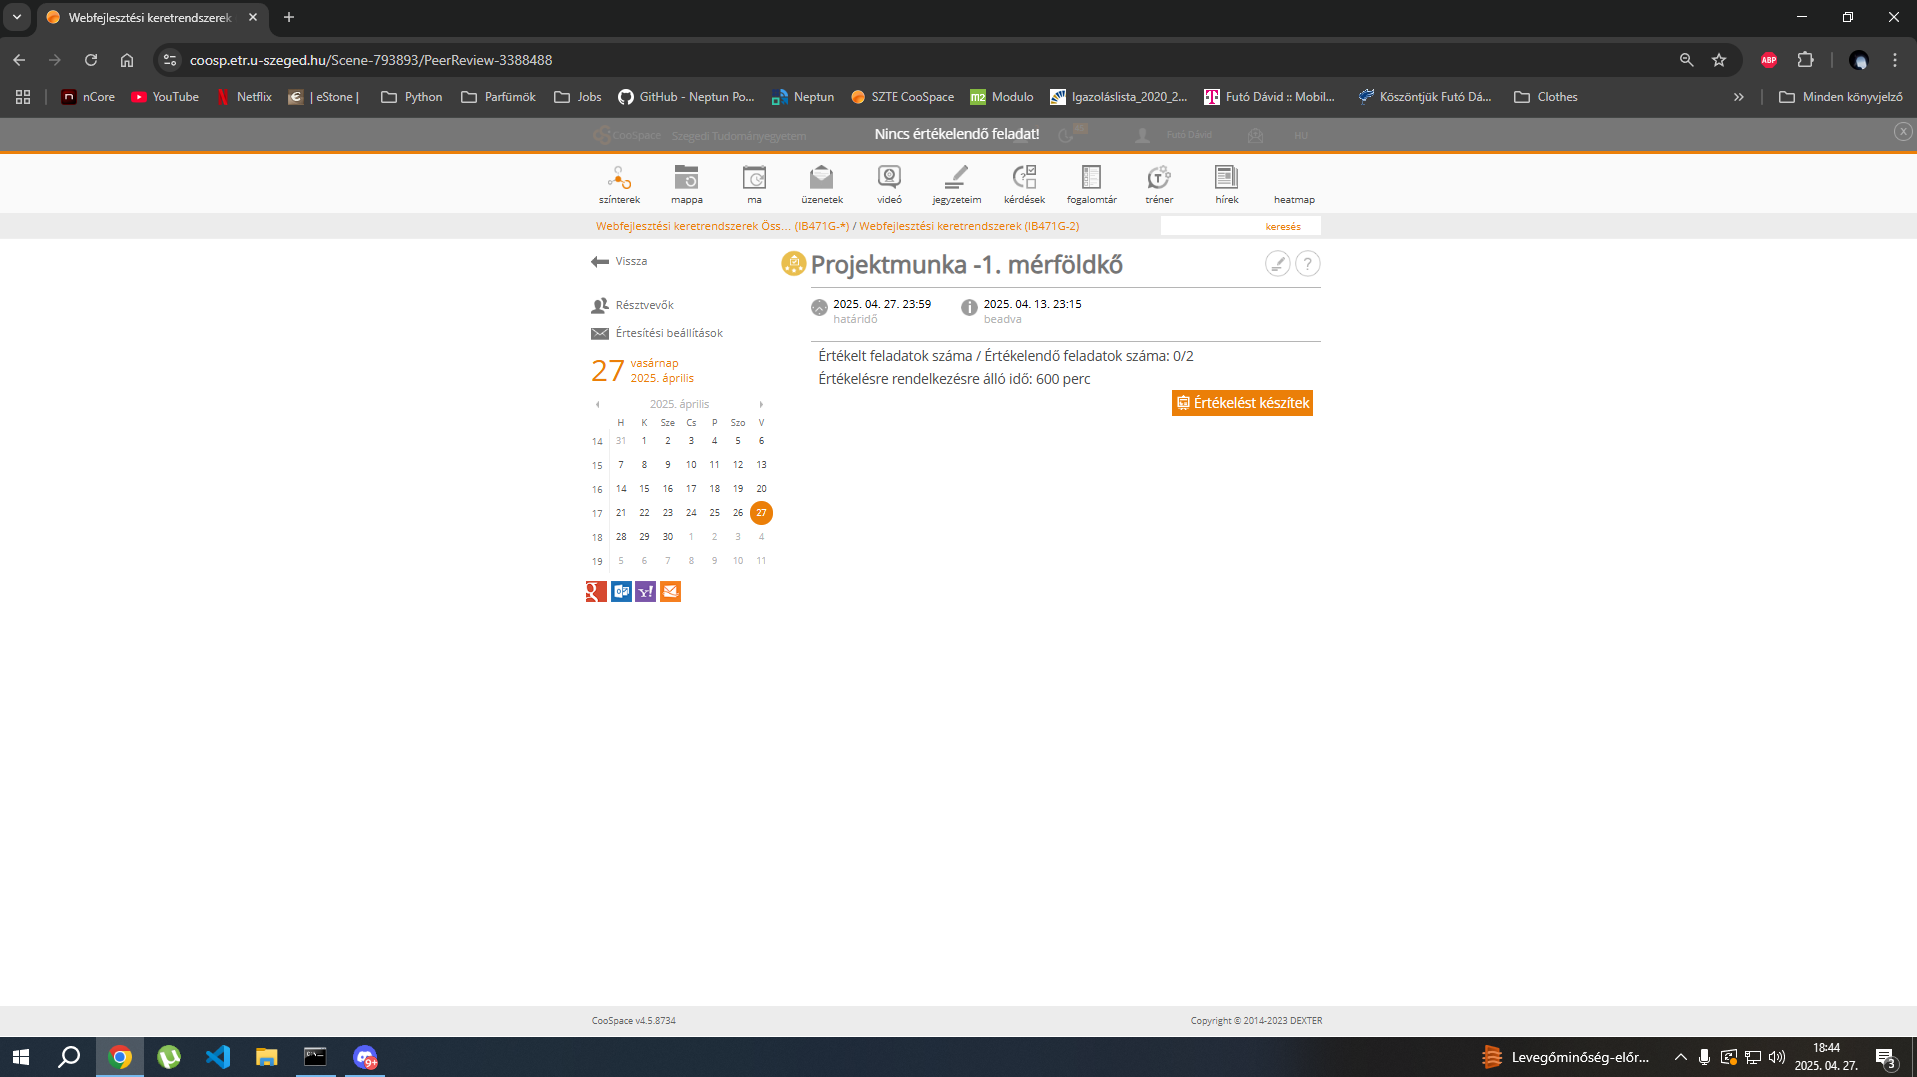 Webfejlesztési keretrendszerek
coosp.etr.u-szeged.hu/Scene-793893/PeerReview-3388488
ABP
nCore
YouTube
Netflix
| eStone |
Python
Parfümök
Jobs
GitHub - Neptun Po...
Neptun
SZTE CooSpace
m2 Modulo
Igazoláslista_2020_2...
Futó Dávid :: Mobil...
Köszöntjük Futó Dá...
Clothes
»
Minden könyvjelző
CooSpace Szegedi Tudományegyetem
Nincs értékelendő feladat!
Futó Dávid
HU
X
színterek
mappa
ma
üzenetek
videó
jegyzeteim
kérdések
fogalomtár
tréner
hírek
heatmap
Webfejlesztési keretrendszerek Öss... (IB471G-*) / Webfejlesztési keretrendszerek (IB471G-2)
keresés
Vissza
Résztvevők
Értesítési beállítások
27 vasárnap
2025. április
2025. április
H K Sze Cs P Szo V
14 31 1 2 3 4 5 6
15 7 8 9 10 11 12 13
16 14 15 16 17 18 19 20
17 21 22 23 24 25 26 27
18 28 29 30 1 2 3 4
19 5 6 7 8 9 10 11
Projektmunka -1. mérföldkő
?
2025. 04. 27. 23:59
határidő
2025. 04. 13. 23:15
beadva
Értékelt feladatok száma / Értékelendő feladatok száma: 0/2
Értékelésre rendelkezésre álló idő: 600 perc
Értékelést készítek
CooSpace v4.5.8734
Copyright © 2014-2023 DEXTER
9+
Levegőminőség-előr...
18:44
2025. 04. 27.
3